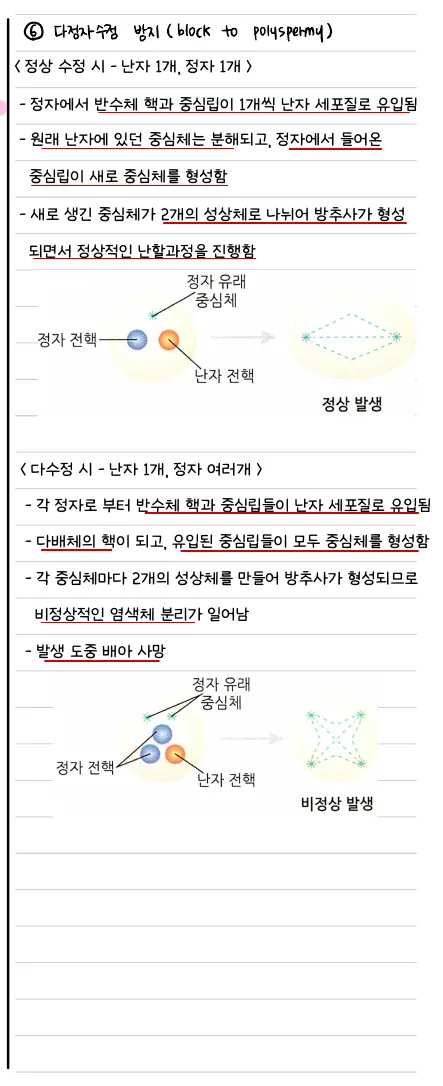 ⑥ 다정자수정 방지 (block to polyspermy)
< 정상 수정 시 - 난자 1개, 정자 1개 >
- 정자에서 반수체 핵과 중심립이 1개씩 난자 세포질로 유입됨
- 원래 난자에 있던 중심체는 분해되고, 정자에서 들어온
중심립이 새로 중심체를 형성함
- 새로 생긴 중심체가 2개의 성상체로 나뉘어 방추사가 형성
되면서 정상적인 난할과정을 진행함
정자 유래
중심체
정자 전핵
난자 전핵
정상 발생
< 다수정 시 - 난자 1개, 정자 여러개 >
- 각 정자로 부터 반수체 핵과 중심립들이 난자 세포질로 유입됨
- 다배체의 핵이 되고, 유입된 중심립들이 모두 중심체를 형성함
- 각 중심체마다 2개의 성상체를 만들어 방추사가 형성되므로
비정상적인 염색체 분리가 일어남
- 발생 도중 배아 사망
정자 유래
중심체
정자 전핵
난자 전핵
비정상 발생